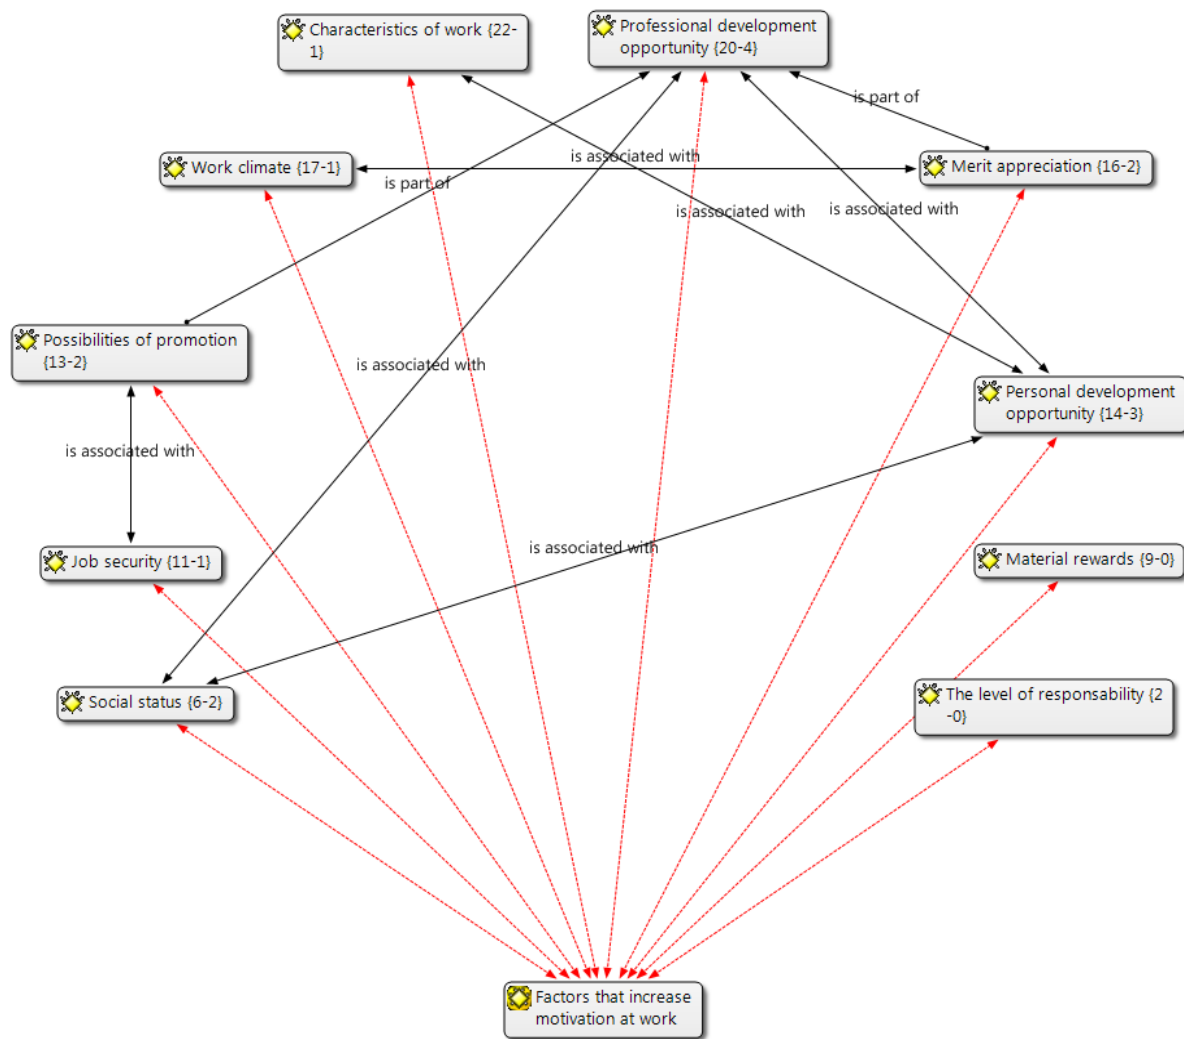 Characteristics of work {22-
1}
Professional development
opportunity {20-4}
is part of
is associated with
Work climate {17-1}
Merit appreciation {16-2}
is part of
is associated with
is associated with
Possibilities of promotion
{13-2}
is associated with
Personal development
opportunity {14-3}
is associated with
is associated with
Job security {11-1}
Material rewards {9-0}
Social status {6-2}
The level of responsability {2
-0}
Factors that increase
motivation at work